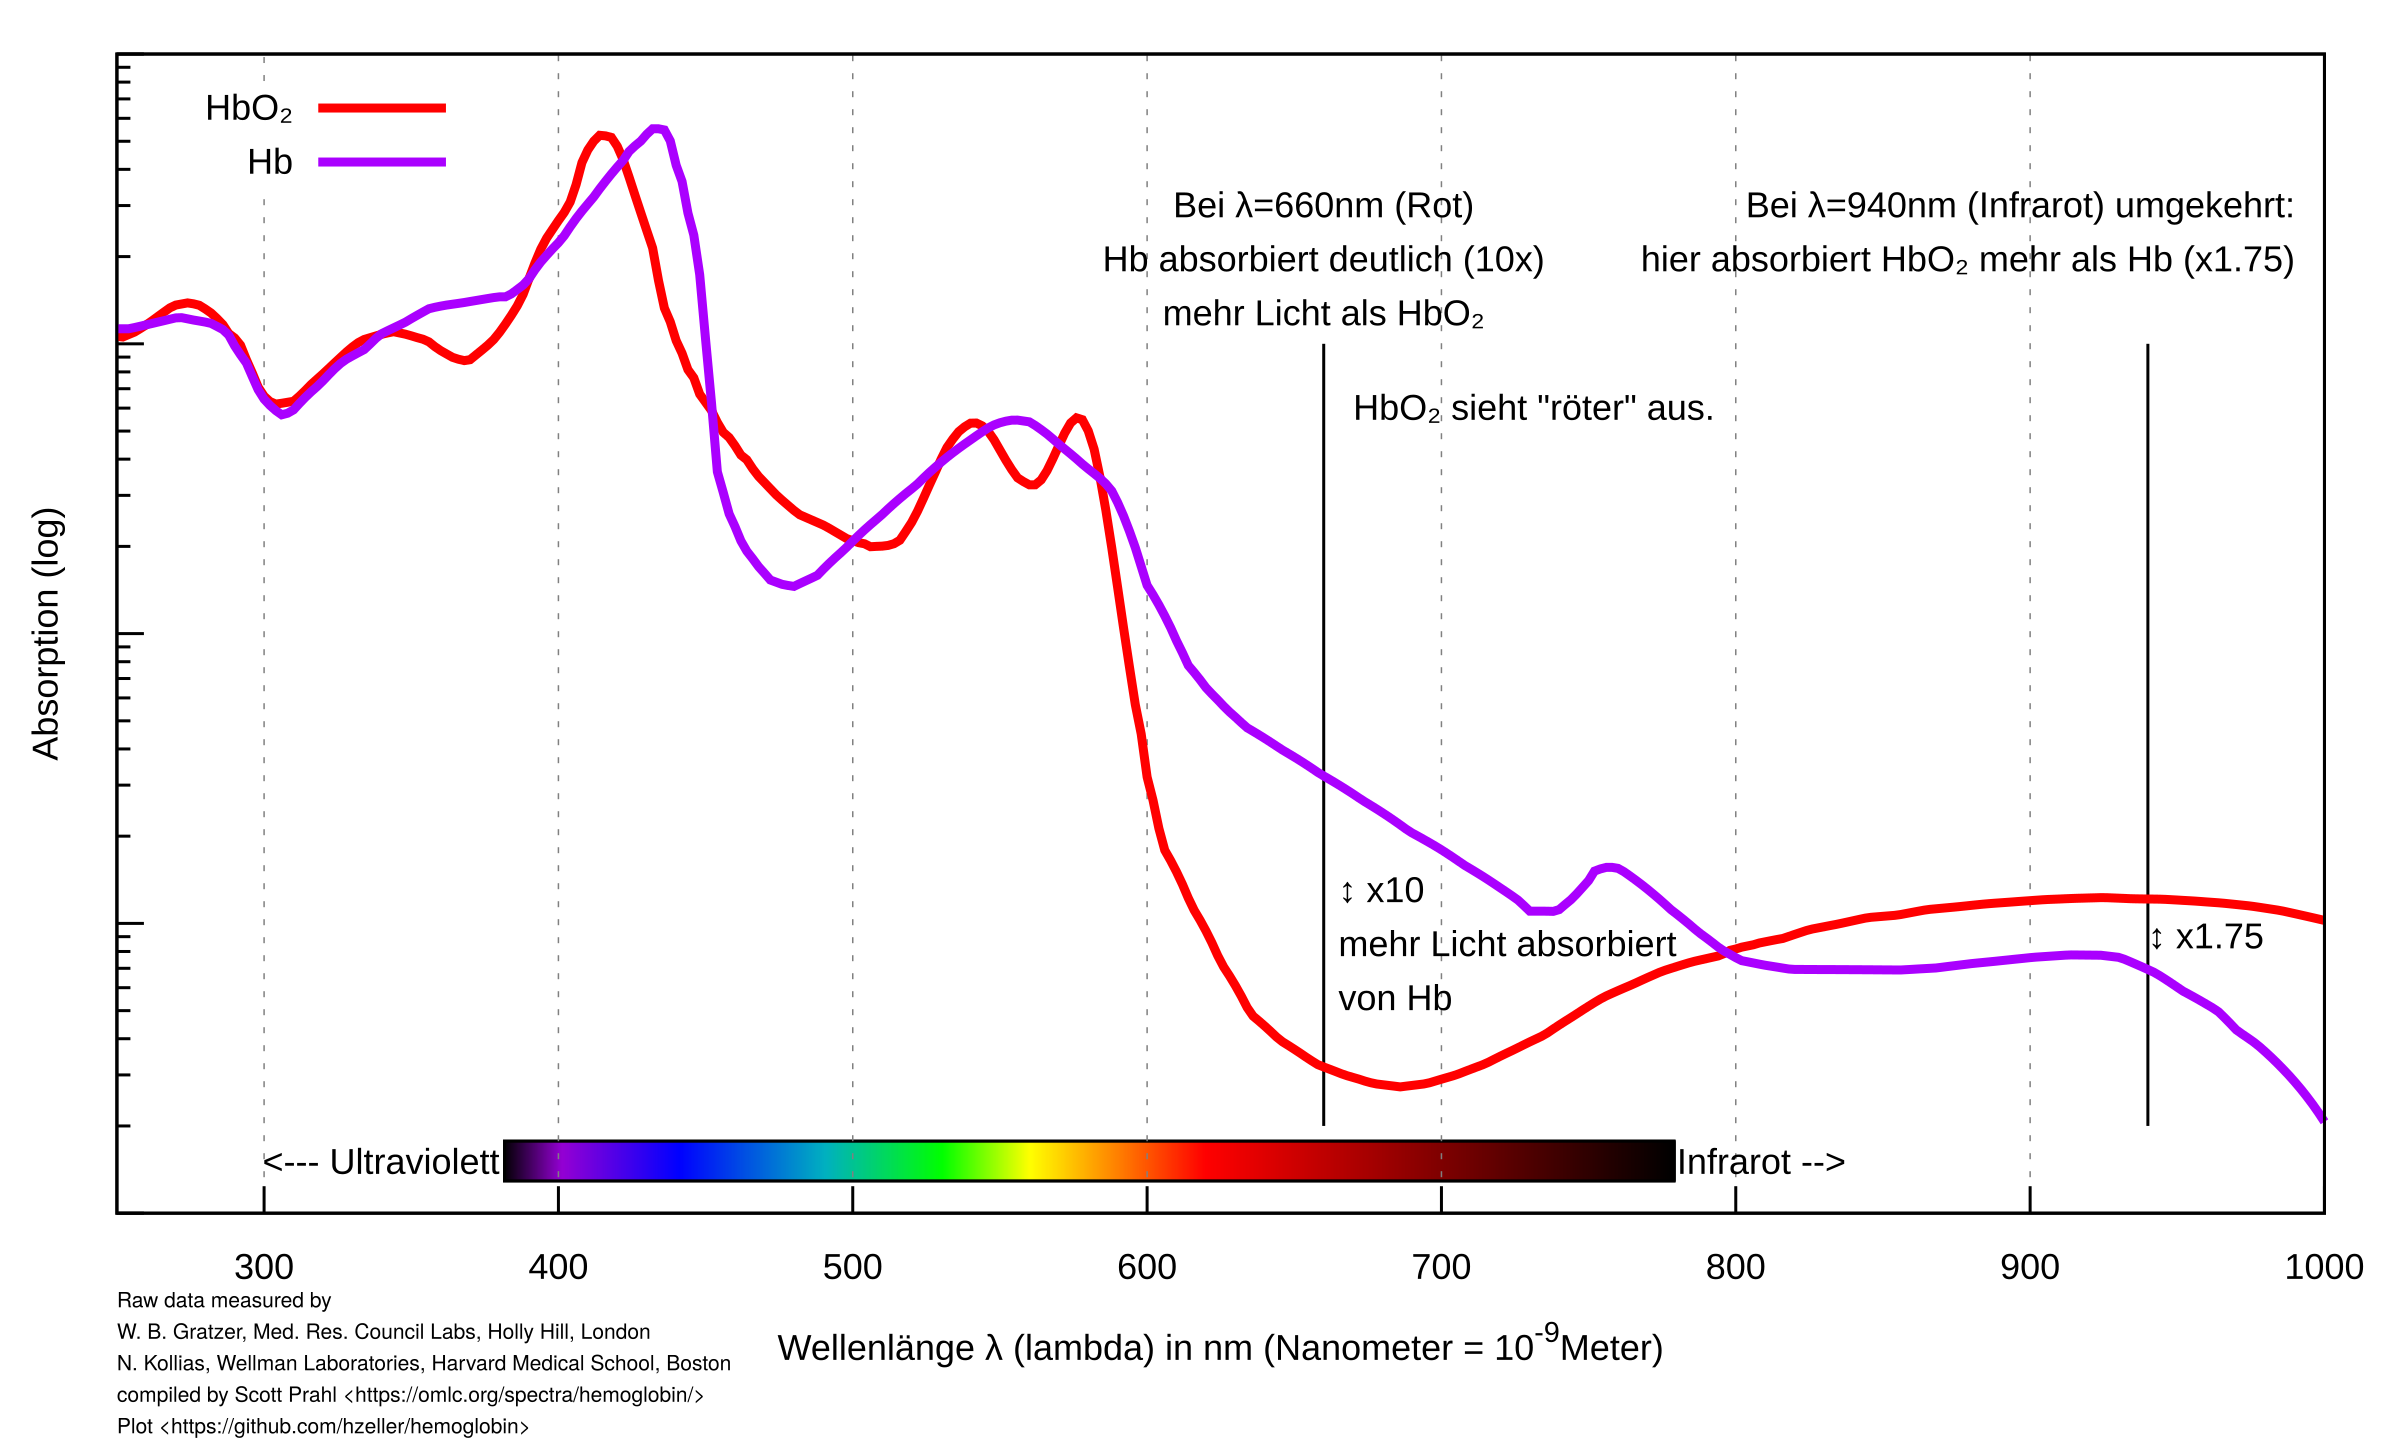 HbO₂
Hb
Bei λ=660nm (Rot)
Hb absorbiert deutlich (10x)
mehr Licht als HbO₂
Bei λ=940nm (Infrarot) umgekehrt:
hier absorbiert HbO₂ mehr als Hb (x1.75)
HbO₂ sieht "röter" aus.
Absorption (log)
↕ x10
mehr Licht absorbiert
von Hb
↕ x1.75
<--- Ultraviolett
Infrarot -->
300 400 500 600 700 800 900 1000
Wellenlänge λ (lambda) in nm (Nanometer = 10⁻⁹Meter)
Raw data measured by
W. B. Gratzer, Med. Res. Council Labs, Holly Hill, London
N. Kollias, Wellman Laboratories, Harvard Medical School, Boston
compiled by Scott Prahl <https://omlc.org/spectra/hemoglobin/>
Plot <https://github.com/hzeller/hemoglobin>